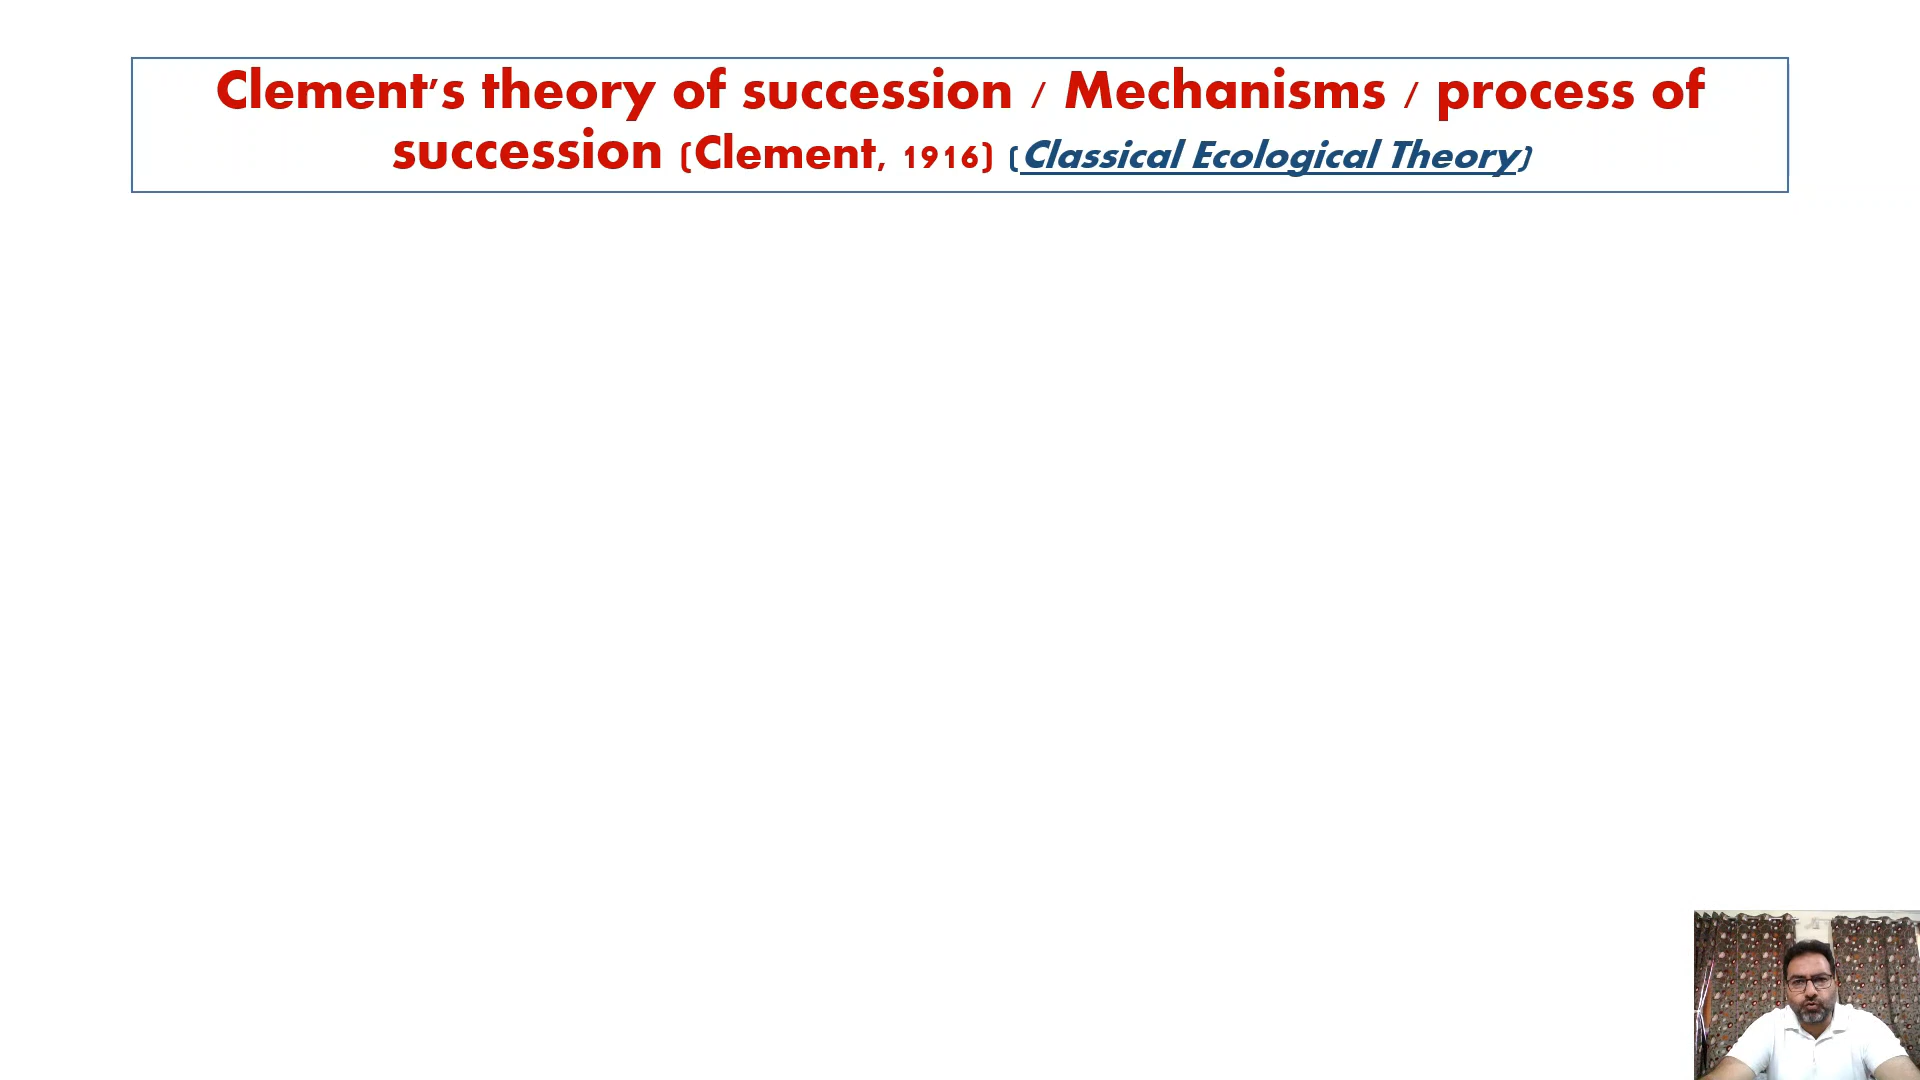 Clement's theory of succession / Mechanisms / process of
succession (Clement, 1916) (Classical Ecological Theory)